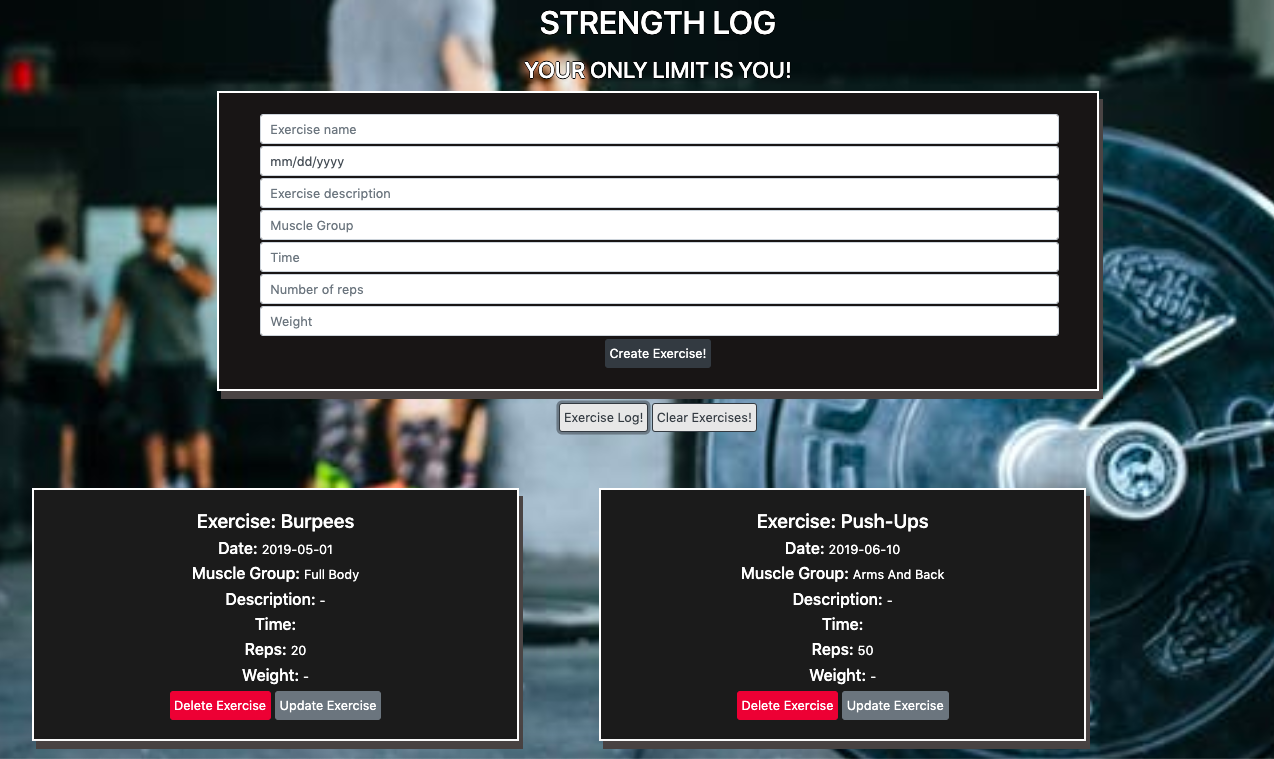 STRENGTH LOG
YOUR ONLY LIMIT IS YOU!
Exercise name
mm/dd/yyyy
Exercise description
Muscle Group
Time
Number of reps
Weight
Create Exercise!
Exercise Log! Clear Exercises!
Exercise: Burpees
Date: 2019-05-01
Muscle Group: Full Body
Description: -
Time:
Reps: 20
Weight: -
Delete Exercise Update Exercise
Exercise: Push-Ups
Date: 2019-06-10
Muscle Group: Arms And Back
Description: -
Time:
Reps: 50
Weight: -
Delete Exercise Update Exercise